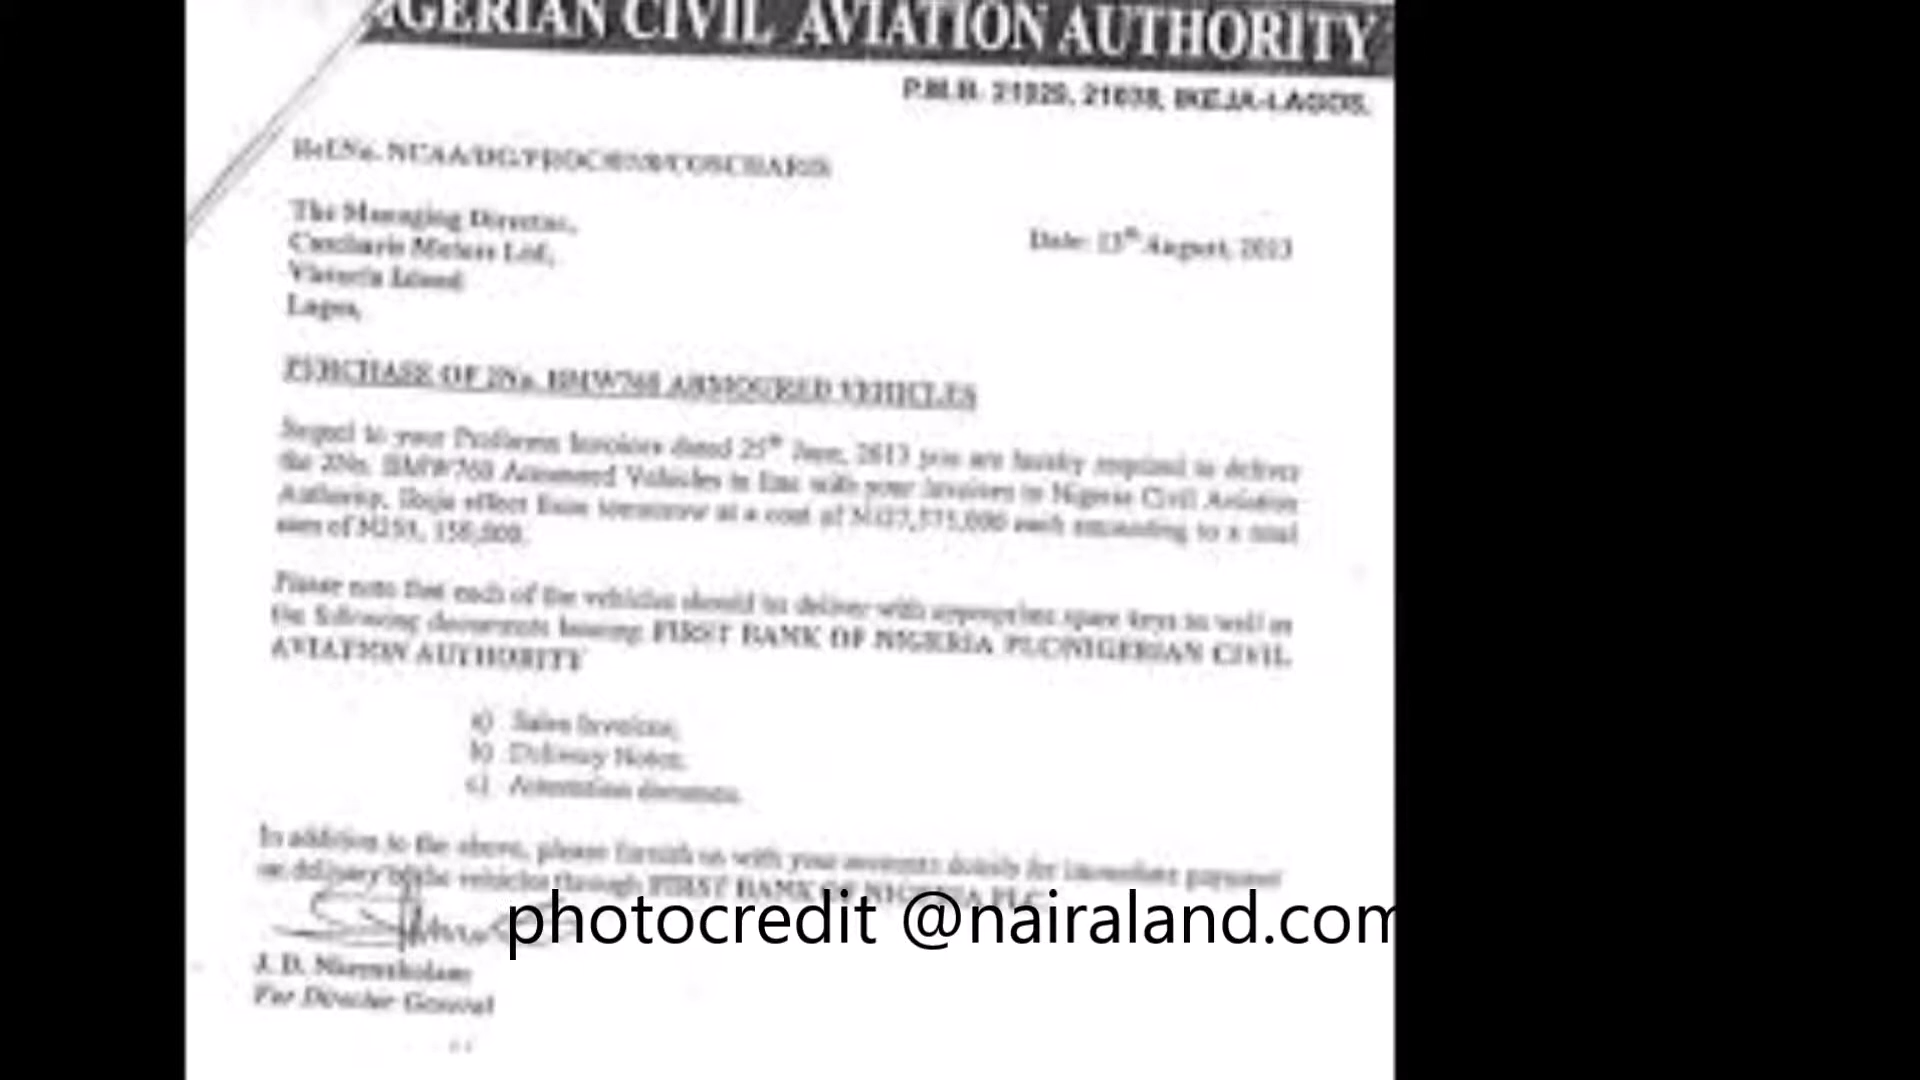 IGERIAN CIVIL AVIATION AUTHORITY
P.M.B. 21029, 21038, IKEJA-LAGOS.
Ref.No. NCAA/DG/PROC/
The Managing Director,
Coscharis Motors Ltd,
Victoria Island
Lagos,
Date: 13th August, 2013
PURCHASE OF 2No. BMW760 ARMOURED VEHICLES
Sequel to your Proforma Invoices dated 25th June, 2013 you are hereby required to deliver
the 2No. BMW760 Armoured Vehicles in line with your Invoices to Nigeria Civil Aviation
Authority, effect from tomorrow at a cost of each amounting to a total
sum of
Please note that each of the vehicles should be deliver with appropriate spare keys as well as
the following documents bearing FIRST BANK OF NIGERIA PLC/NIGERIAN CIVIL
AVIATION AUTHORITY
a) Sales Invoices;
b) Delivery Notes;
c)
In addition to the above, please furnish us with your accounts details for immediate payment
on delivery of the vehicles through FIRST BANK OF NIGERIA PLC.
photocredit @nairaland.com
J. D.
For Director General